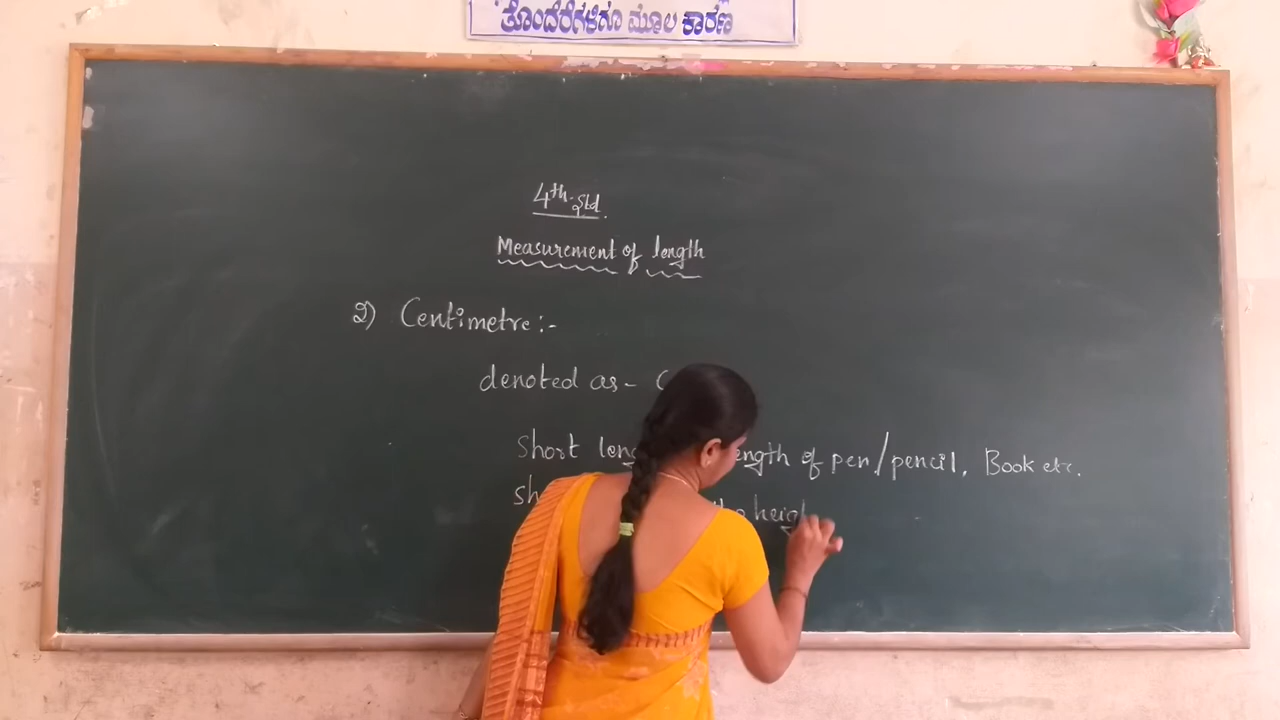 ತೊಂದರೆಗಳಿಗೂ ಮೂಲ ಕಾರಣ
4th. Std.
Measurement of length
2) Centimetre :-
denoted as -
Short length of pen/pencil, Book etc.
the